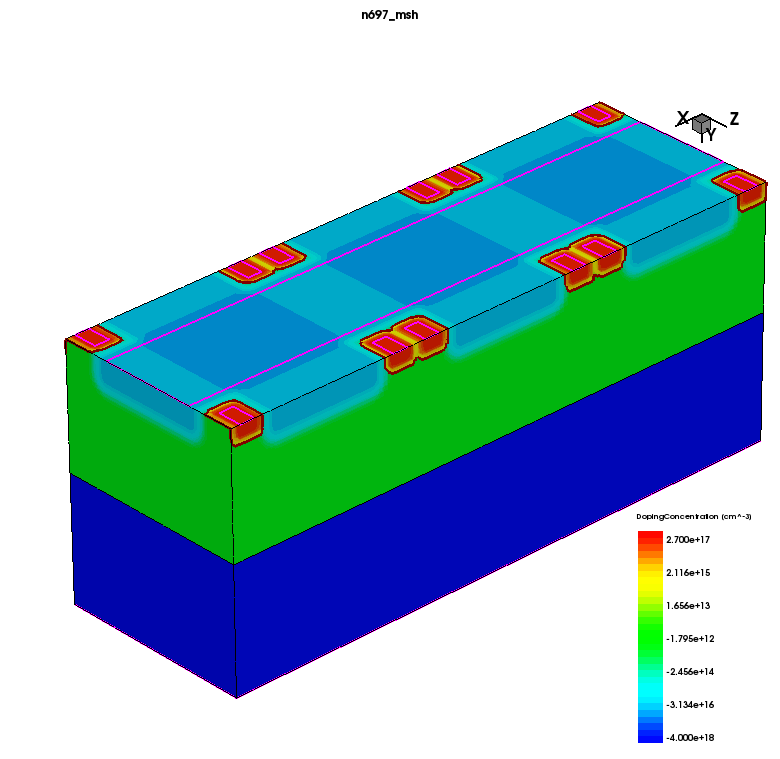 n697_msh
X Z
Y
DopingConcentration (cm^-3)
2.700e+17
2.116e+15
1.656e+13
-1.795e+12
-2.456e+14
-3.134e+16
-4.000e+18